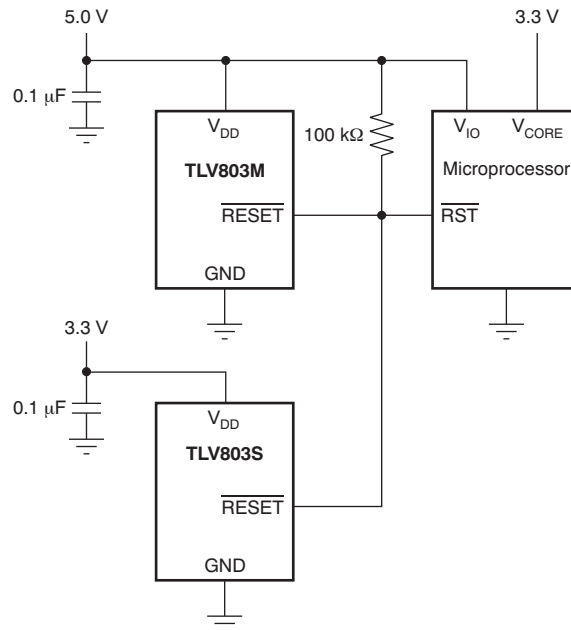 5.0 V
3.3 V
0.1 μF
V_DD
TLV803M
RESET
GND
100 kΩ
V_IO V_CORE
Microprocessor
RST
3.3 V
0.1 μF
V_DD
TLV803S
RESET
GND